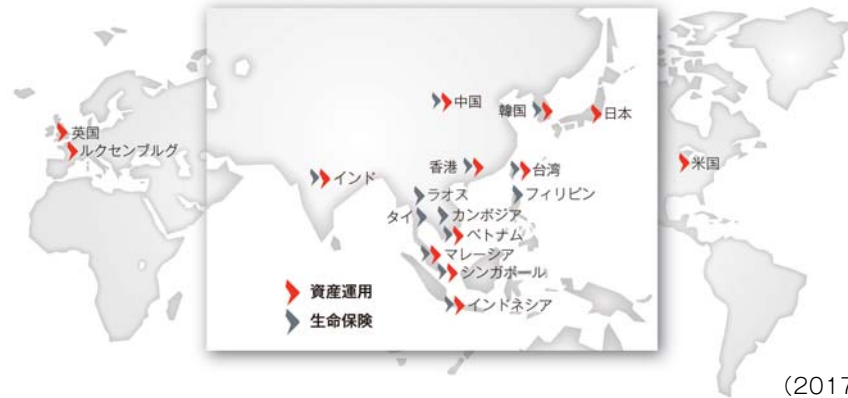 中国
韓国
日本
英国
ルクセンブルグ
香港
台湾
米国
インド
ラオス
フィリピン
タイ
カンボジア
ベトナム
マレーシア
シンガポール
資産運用
生命保険
インドネシア
(2017